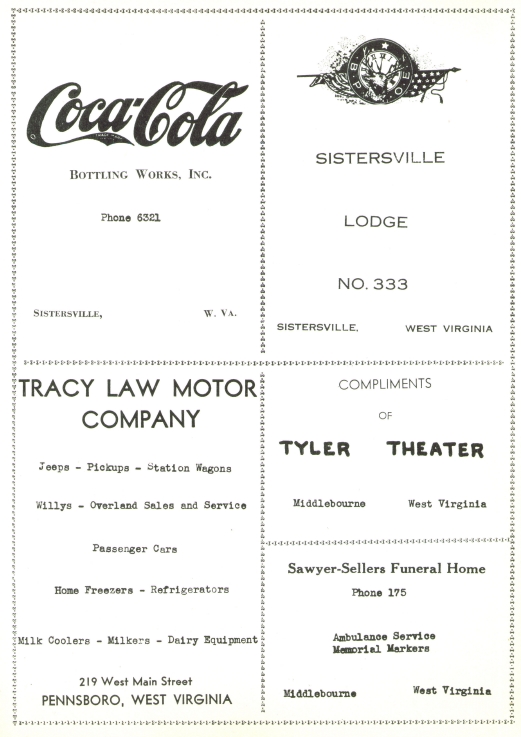 Coca-Cola
BOTTLING WORKS, INC.
Phone 6321
SISTERSVILLE, W. VA.
B P O E
SISTERSVILLE
LODGE
NO. 333
SISTERSVILLE, WEST VIRGINIA
TRACY LAW MOTOR
COMPANY
Jeeps - Pickups - Station Wagons
Willys - Overland Sales and Service
Passenger Cars
Home Freezers - Refrigerators
Milk Coolers - Milkers - Dairy Equipment
219 West Main Street
PENNSBORO, WEST VIRGINIA
COMPLIMENTS
OF
TYLER THEATER
Middlebourne West Virginia
Sawyer-Sellers Funeral Home
Phone 175
Ambulance Service
Memorial Markers
Middlebourne West Virginia